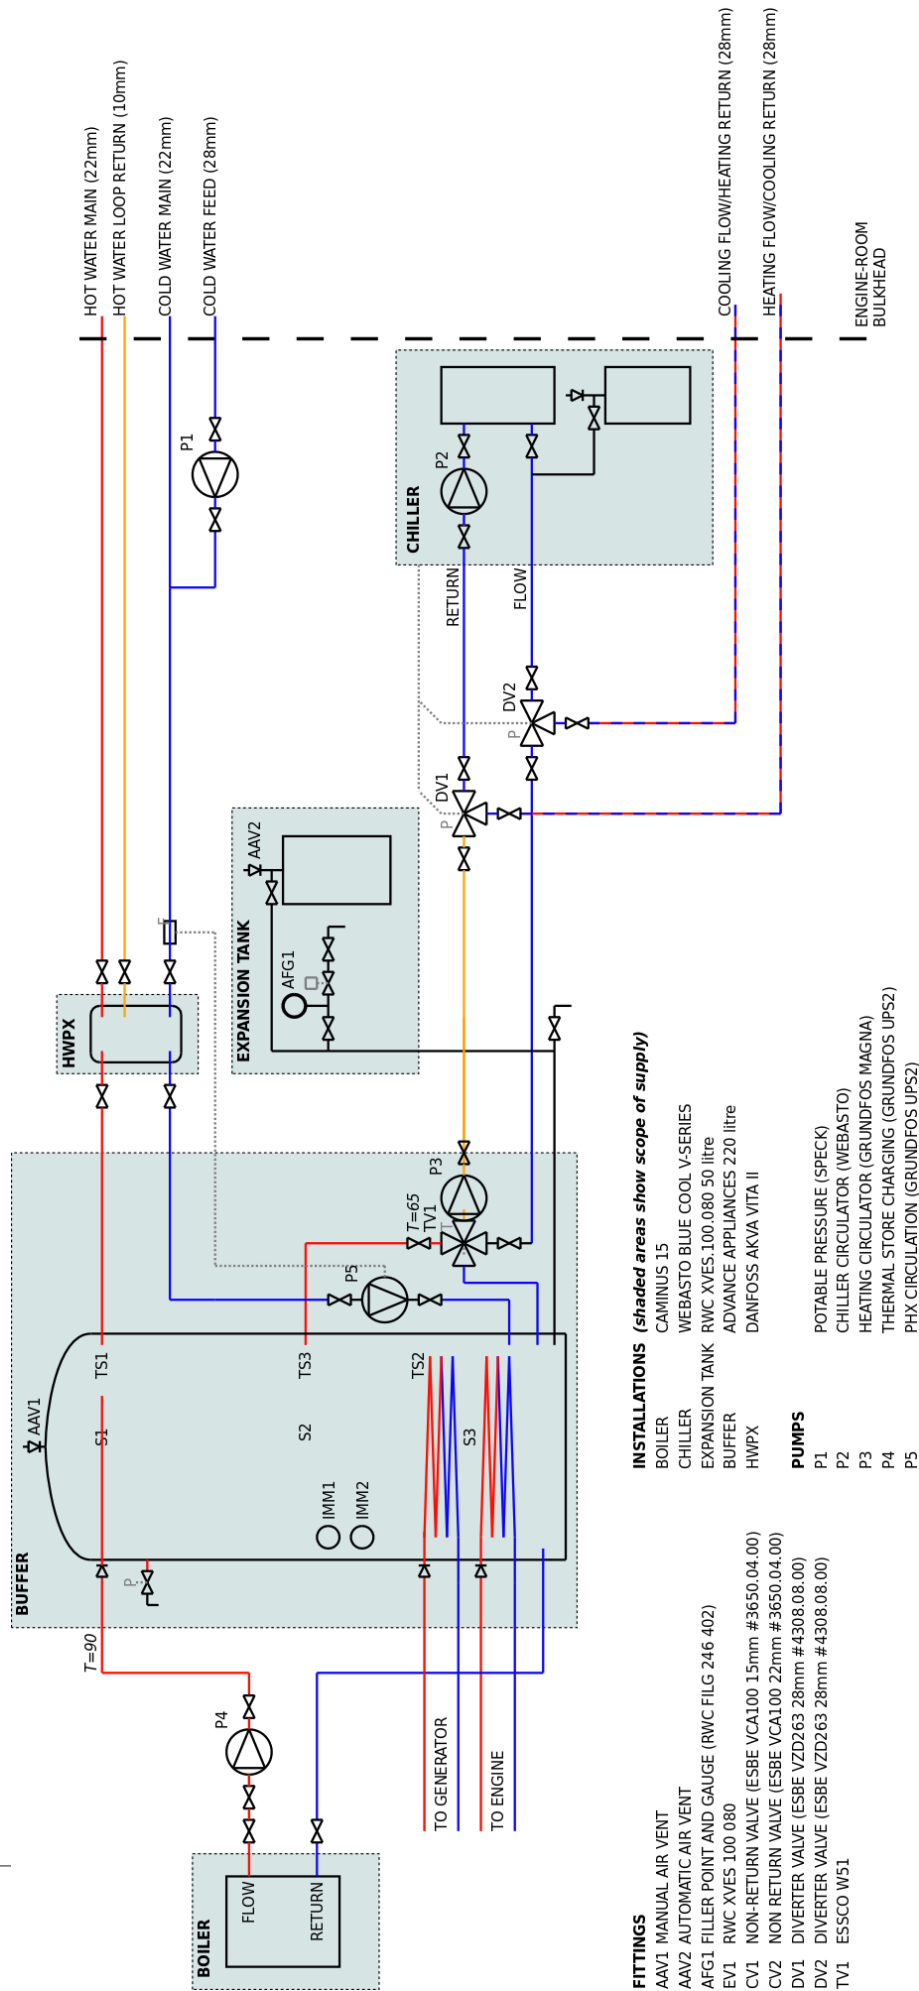 HOT WATER MAIN (22mm)
HOT WATER LOOP RETURN (10mm)
COLD WATER MAIN (22mm)
COLD WATER FEED (28mm)
COOLING FLOW/HEATING RETURN (28mm)
HEATING FLOW/COOLING RETURN (28mm)
ENGINE-ROOM
BULKHEAD
P1
CHILLER
P2
RETURN
FLOW
DV2
P
DV1
P
HWPX
F
EXPANSION TANK
AAV2
AFG1
BUFFER
AAV1
TS1
S1
TS3
S2
TS2
S3
IMM1
IMM2
P
P5
T=65
TV1
T
P3
T=90
P4
TO GENERATOR
TO ENGINE
BOILER
FLOW
RETURN
FITTINGS
AAV1 MANUAL AIR VENT
AAV2 AUTOMATIC AIR VENT
AFG1 FILLER POINT AND GAUGE (RWC FILG 246 402)
EV1 RWC XVES 100 080
CV1 NON-RETURN VALVE (ESBE VCA100 15mm #3650.04.00)
CV2 NON RETURN VALVE (ESBE VCA100 22mm #3650.04.00)
DV1 DIVERTER VALVE (ESBE VZD263 28mm #4308.08.00)
DV2 DIVERTER VALVE (ESBE VZD263 28mm #4308.08.00)
TV1 ESSCO W51
INSTALLATIONS (shaded areas show scope of supply)
BOILER CAMINUS 15
CHILLER WEBASTO BLUE COOL V-SERIES
EXPANSION TANK RWC XVES.100.080 50 litre
BUFFER ADVANCE APPLIANCES 220 litre
HWPX DANFOSS AKVA VITA II
PUMPS
P1 POTABLE PRESSURE (SPECK)
P2 CHILLER CIRCULATOR (WEBASTO)
P3 HEATING CIRCULATOR (GRUNDFOS MAGNA)
P4 THERMAL STORE CHARGING (GRUNDFOS UPS2)
P5 PHX CIRCULATION (GRUNDFOS UPS2)